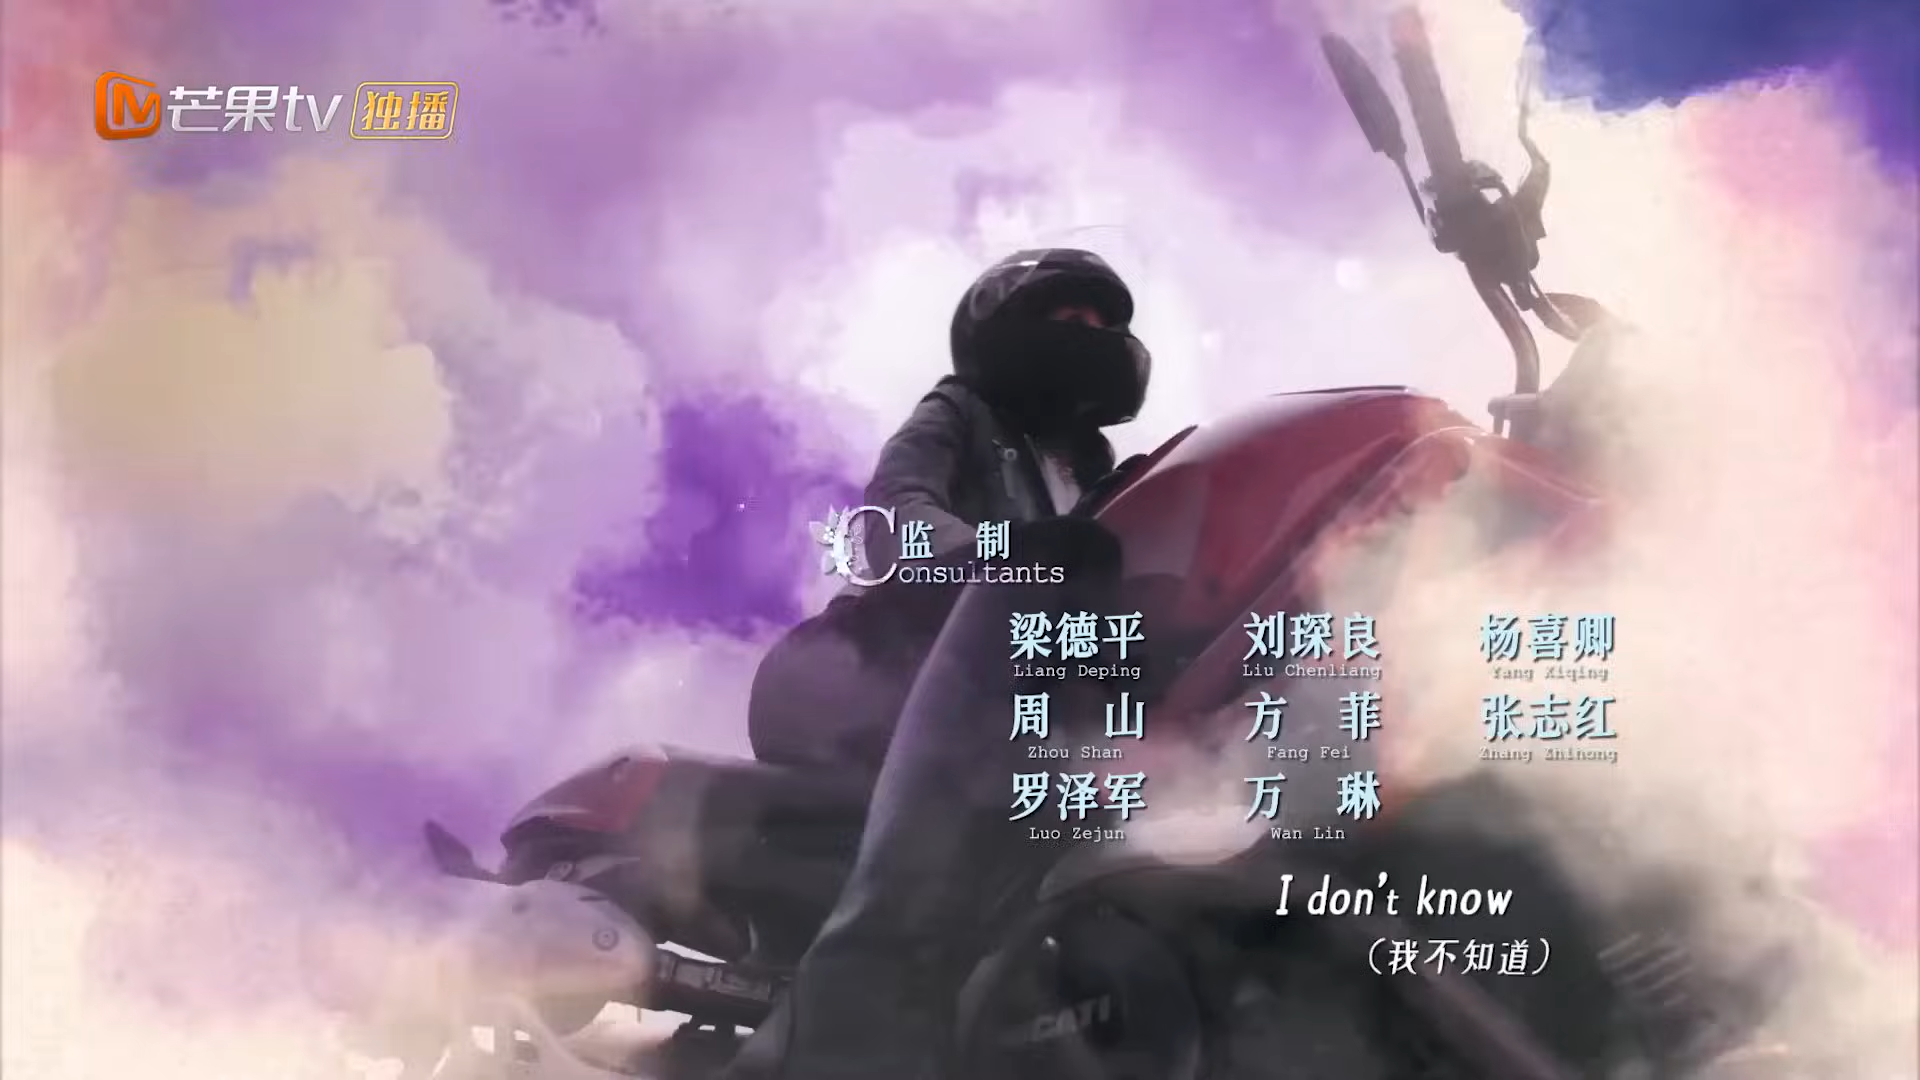 芒果tv 独播
监 制
Consultants
梁德平 刘琛良 杨喜卿
Liang Deping Liu Chenliang Yang Xiqing
周 山 方 菲 张志红
Zhou Shan Fang Fei Zhang Zhihong
罗泽军 万 琳
Luo Zejun Wan Lin
I don't know
(我不知道)